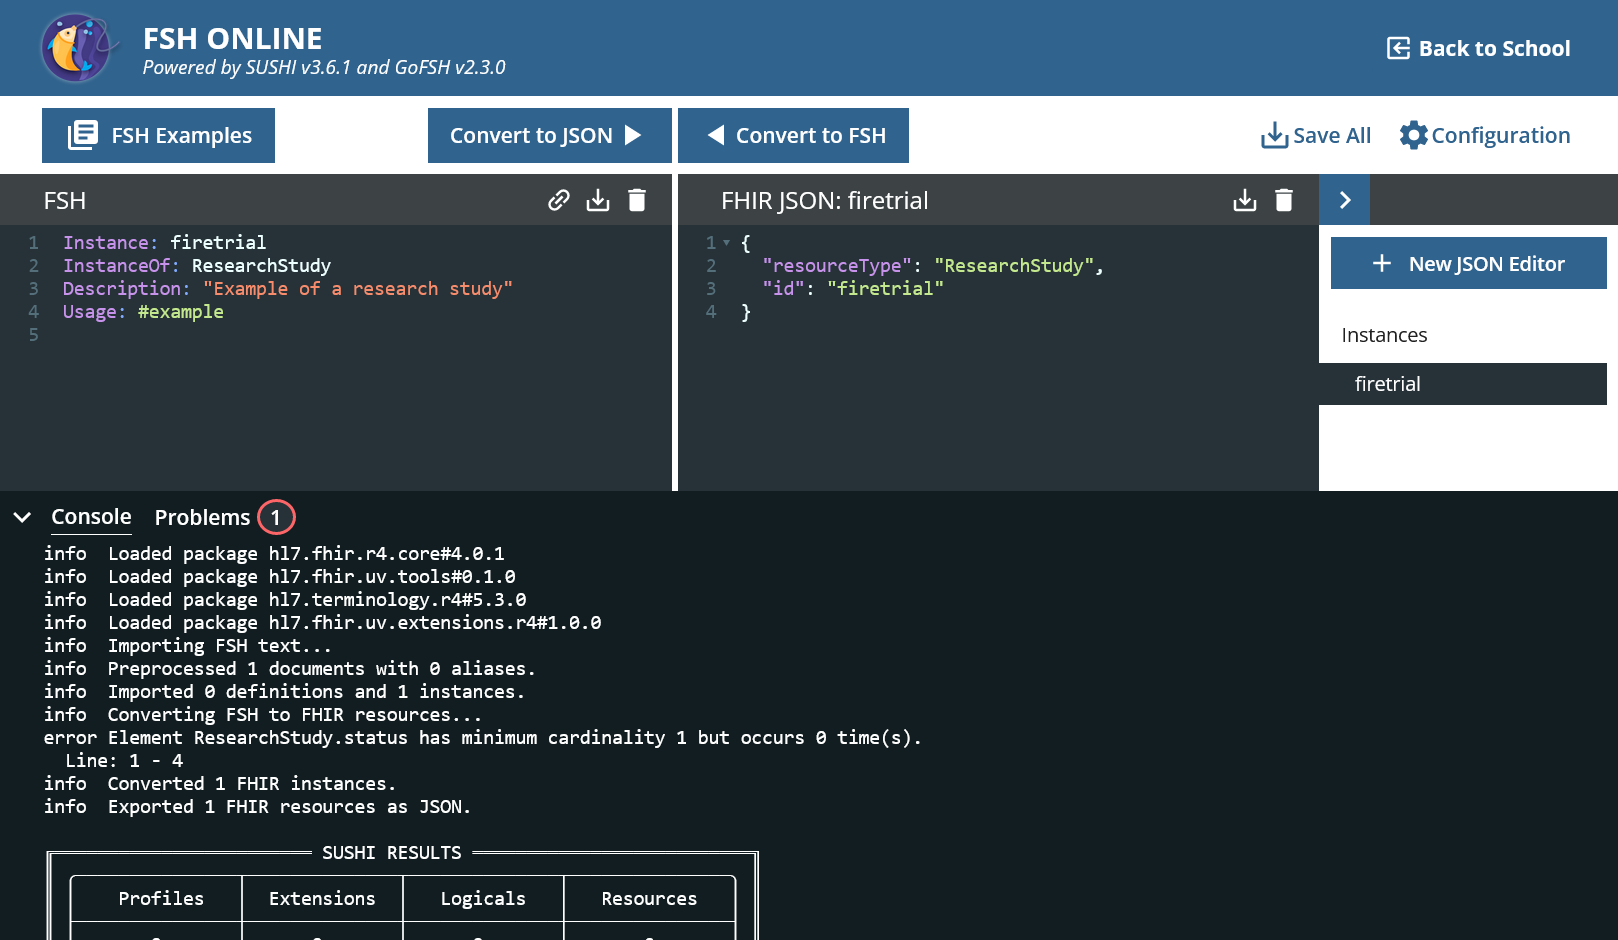 FSH ONLINE
Powered by SUSHI v3.6.1 and GoFSH v2.3.0
Back to School
FSH Examples
Convert to JSON
Convert to FSH
Save All
Configuration
FSH
1 Instance: firetrial
2 InstanceOf: ResearchStudy
3 Description: "Example of a research study"
4 Usage: #example
5
FHIR JSON: firetrial
1 {
2 "resourceType": "ResearchStudy",
3 "id": "firetrial"
4 }
New JSON Editor
Instances
firetrial
Console Problems 1
info Loaded package hl7.fhir.r4.core#4.0.1
info Loaded package hl7.fhir.uv.tools#0.1.0
info Loaded package hl7.terminology.r4#5.3.0
info Loaded package hl7.fhir.uv.extensions.r4#1.0.0
info Importing FSH text...
info Preprocessed 1 documents with 0 aliases.
info Imported 0 definitions and 1 instances.
info Converting FSH to FHIR resources...
error Element ResearchStudy.status has minimum cardinality 1 but occurs 0 time(s).
Line: 1 - 4
info Converted 1 FHIR instances.
info Exported 1 FHIR resources as JSON.
SUSHI RESULTS
Profiles Extensions Logicals Resources